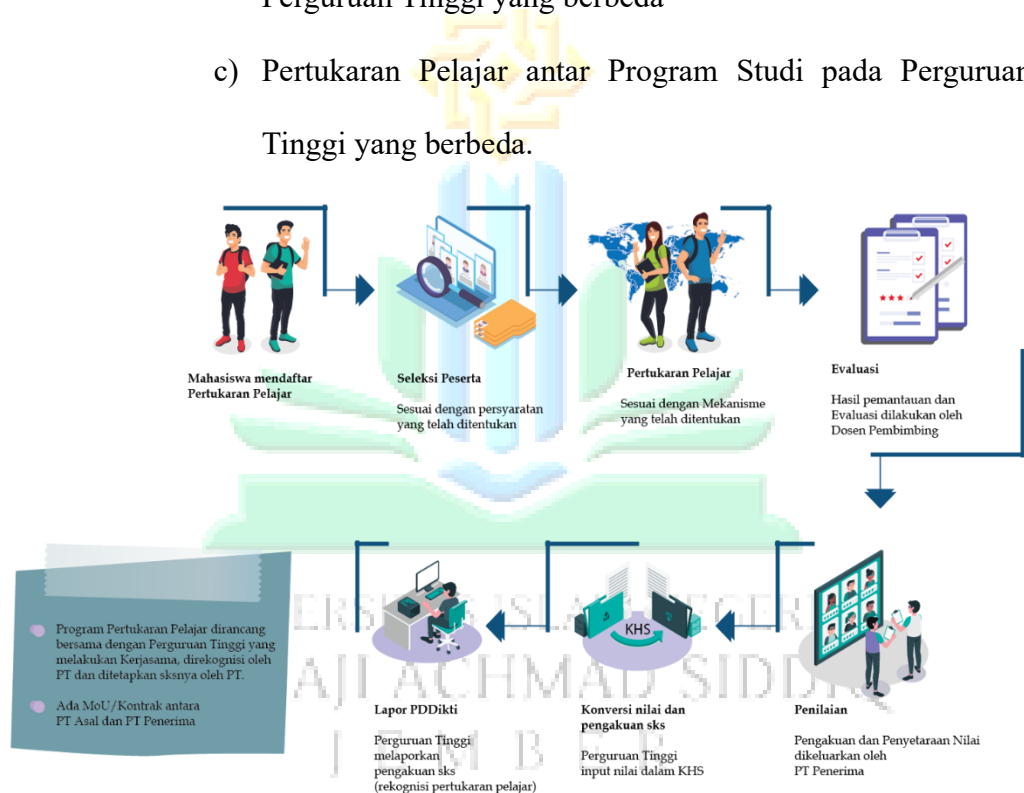 Perguruan Tinggi yang berbeda
c) Pertukaran Pelajar antar Program Studi pada Perguruan
Tinggi yang berbeda.
Mahasiswa mendaftar
Pertukaran Pelajar
Seleksi Peserta
Sesuai dengan persyaratan
yang telah ditentukan
Pertukaran Pelajar
Sesuai dengan Mekanisme
yang telah ditentukan
Evaluasi
Hasil pemantauan dan
Evaluasi dilakukan oleh
Dosen Pembimbing
Penilaian
Pengakuan dan Penyetaraan Nilai
dikeluarkan oleh
PT Penerima
KHS
Konversi nilai dan
pengakuan sks
Perguruan Tinggi
input nilai dalam KHS
Lapor PDDikti
Perguruan Tinggi
melaporkan
pengakuan sks
(rekognisi pertukaran pelajar)
Program Pertukaran Pelajar dirancang
bersama dengan Perguruan Tinggi yang
melakukan Kerjasama, direkognisi oleh
PT dan ditetapkan sksnya oleh PT.
Ada MoU/Kontrak antara
PT Asal dan PT Penerima
ISLAM
ACHMAD
JEMBER